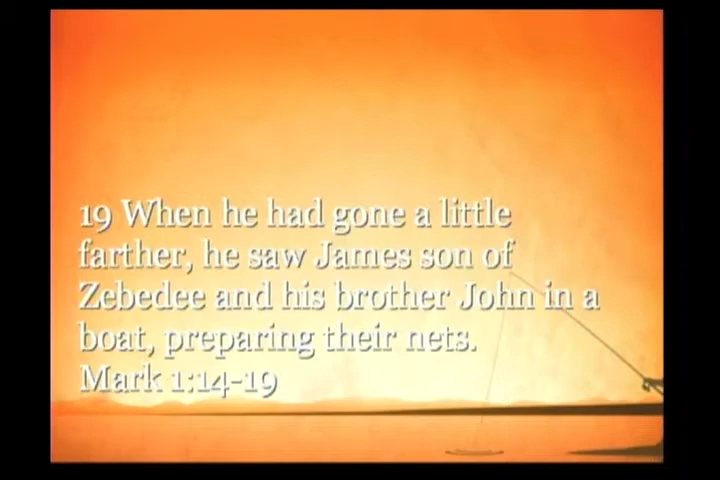 19 When he had gone a little
farther, he saw James son of
Zebedee and his brother John in a
boat, preparing their nets.
Mark 1:14-19